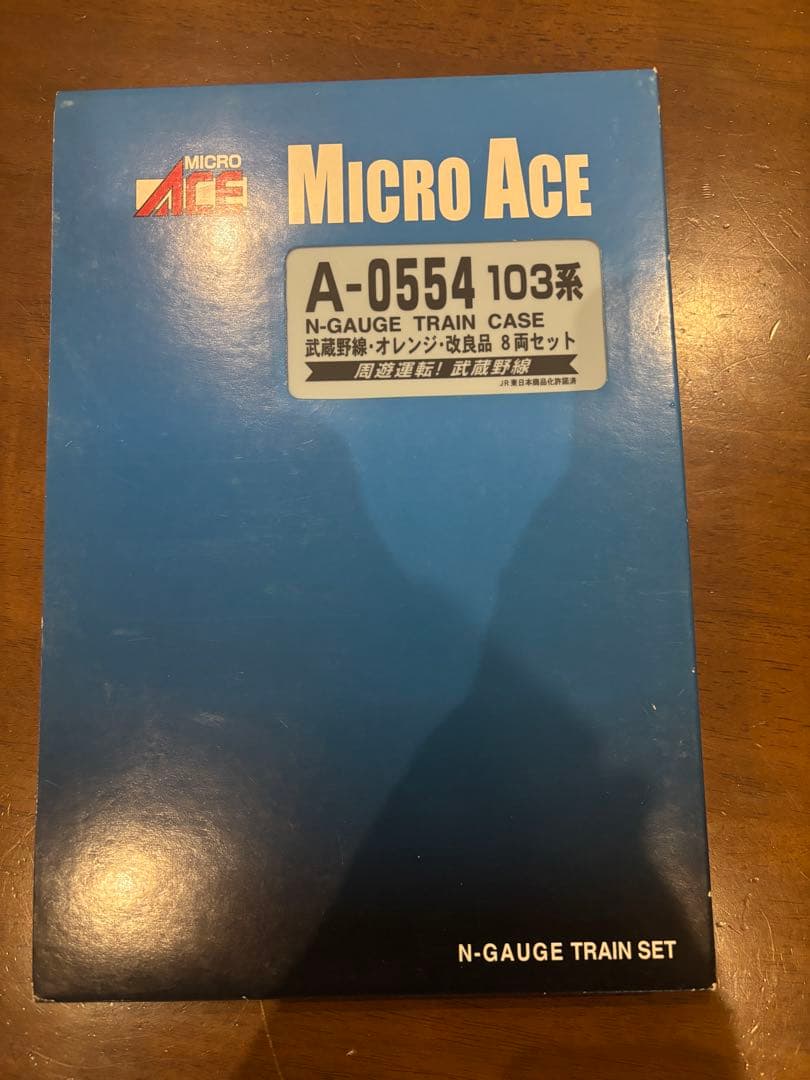 MICRO
ACE
MICRO ACE
A-0554 103系
N-GAUGE TRAIN CASE
武蔵野線・オレンジ・改良品 8両セット
周遊運転! 武蔵野線
JR東日本商品化許諾済
N-GAUGE TRAIN SET